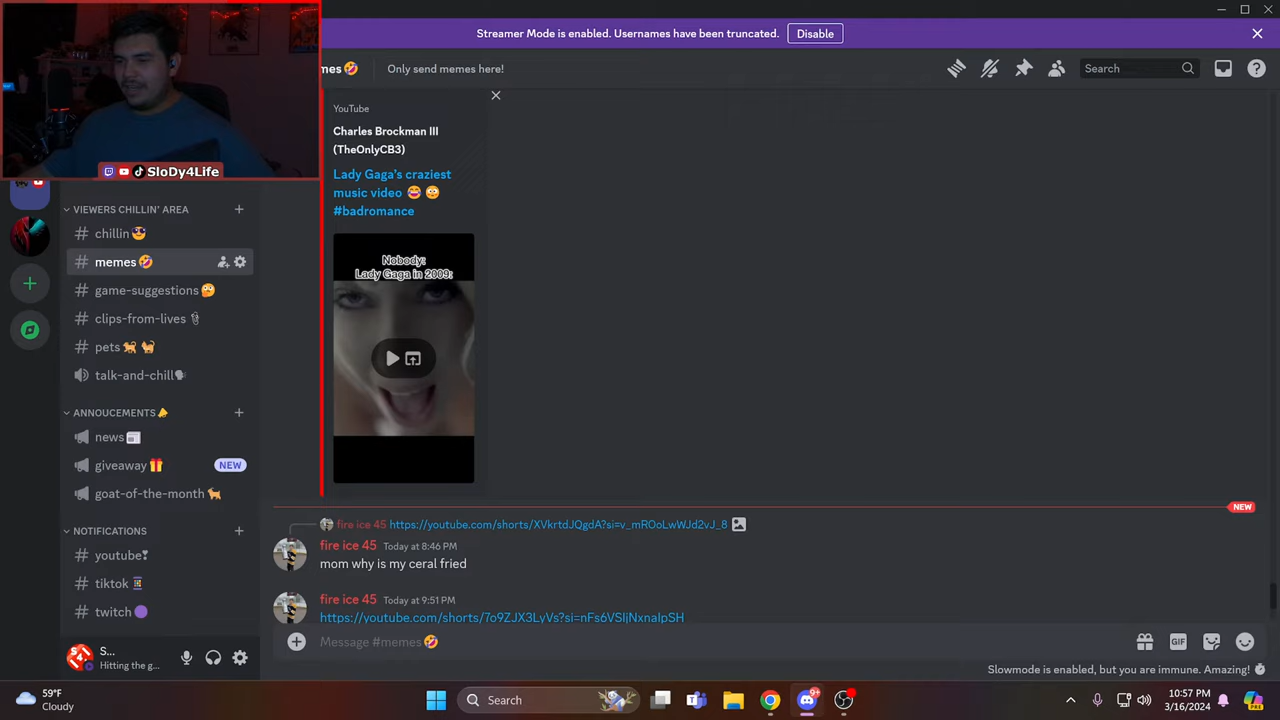 Streamer Mode is enabled. Usernames have been truncated.
Disable
SloDy4Life
mes🤣
Only send memes here!
Search
YouTube
Charles Brockman III
(TheOnlyCB3)
Lady Gaga's craziest
music video 😂 😳
#badromance
Nobody:
Lady Gaga in 2009:
VIEWERS CHILLIN' AREA
chillin😎
memes🤣
game-suggestions🤔
clips-from-lives📎
pets🐕 🐈
talk-and-chill🗣
ANNOUCEMENTS🔔
news📰
giveaway🎁
NEW
goat-of-the-month🐐
NOTIFICATIONS
youtube❣
tiktok
twitch🟣
NEW
fire ice 45 https://youtube.com/shorts/XVkrtdJQgdA?si=v_mROoLwWJd2vJ_8
fire ice 45 Today at 8:46 PM
mom why is my ceral fried
fire ice 45 Today at 9:51 PM
https://youtube.com/shorts/7o9ZJX3LyVs?si=nFs6VSIjNxnaIpSH
Message #memes🤣
GIF
S...
Hitting the g...
Slowmode is enabled, but you are immune. Amazing!
59°F
Cloudy
Search
10:57 PM
3/16/2024